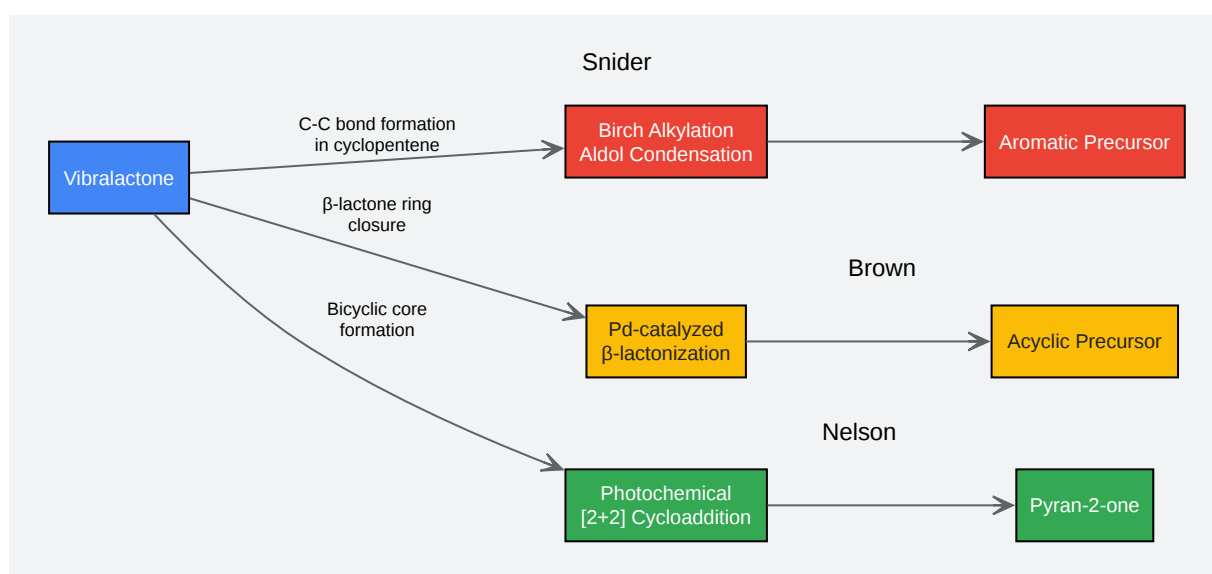 Snider
C-C bond formation
in cyclopentene
Birch Alkylation
Aldol Condensation
Aromatic Precursor
Vibralactone
β-lactone ring
closure
Brown
Bicyclic core
formation
Pd-catalyzed
β-lactonization
Acyclic Precursor
Nelson
Photochemical
[2+2] Cycloaddition
Pyran-2-one